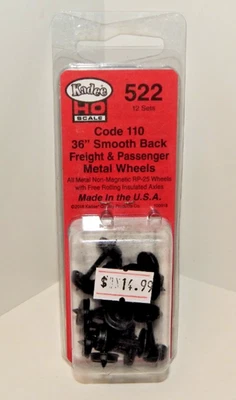 Kadee
HO
SCALE
522
12 Sets
Code 110
36" Smooth Back
Freight & Passenger
Metal Wheels
All Metal Non-Magnetic RP-25 Wheels
with Free Rolling Insulated Axles
Made in the U.S.A.
14.99